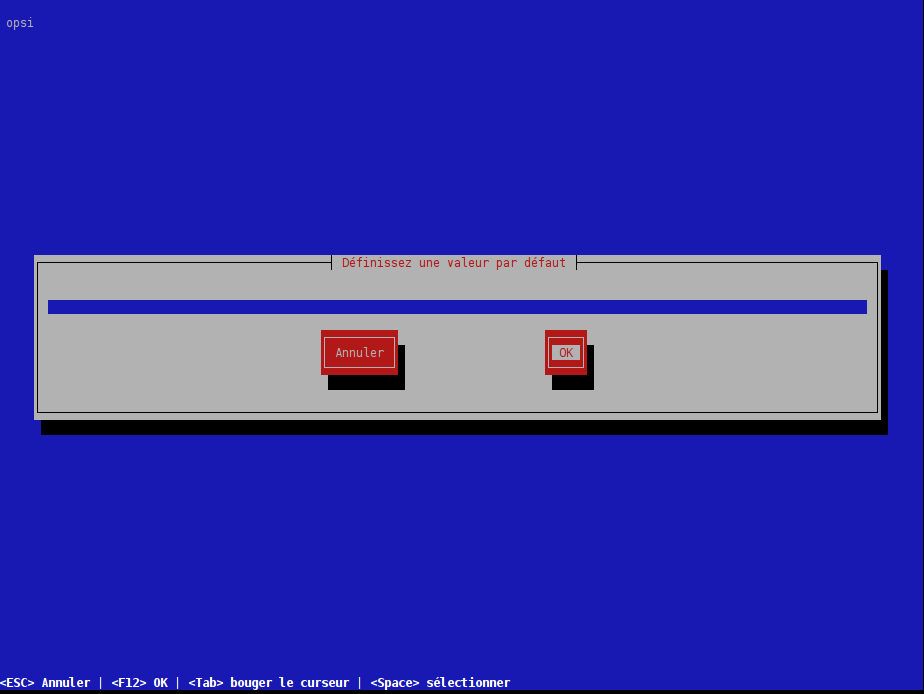 opsi
Définissez une valeur par défaut
Annuler OK
<ESC> Annuler | <F12> OK | <Tab> bouger le curseur | <Space> sélectionner